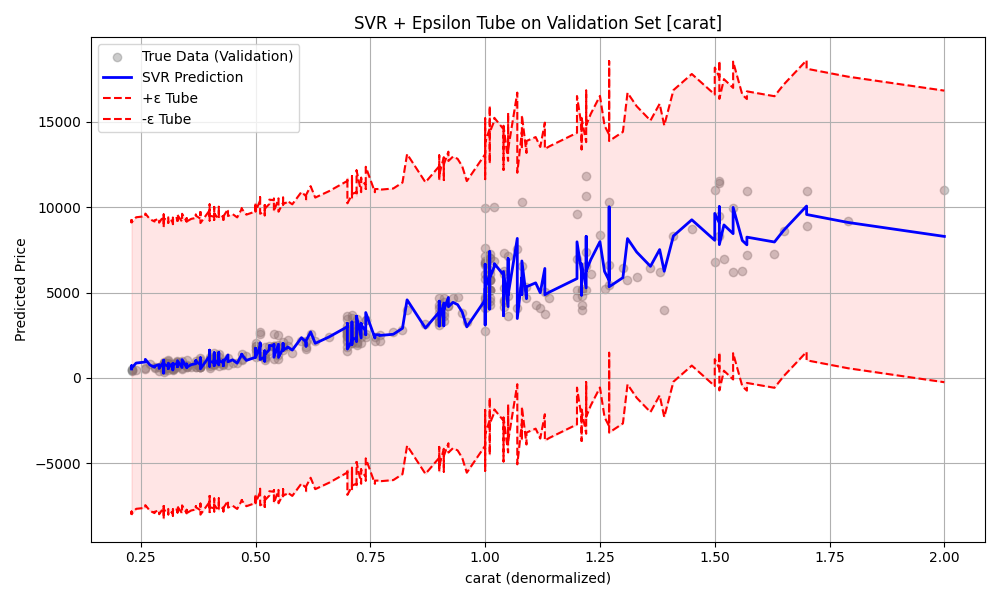 SVR + Epsilon Tube on Validation Set [carat]
True Data (Validation)
SVR Prediction
+ε Tube
-ε Tube
Predicted Price
15000
10000
5000
0
−5000
0.25 0.50 0.75 1.00 1.25 1.50 1.75 2.00
carat (denormalized)